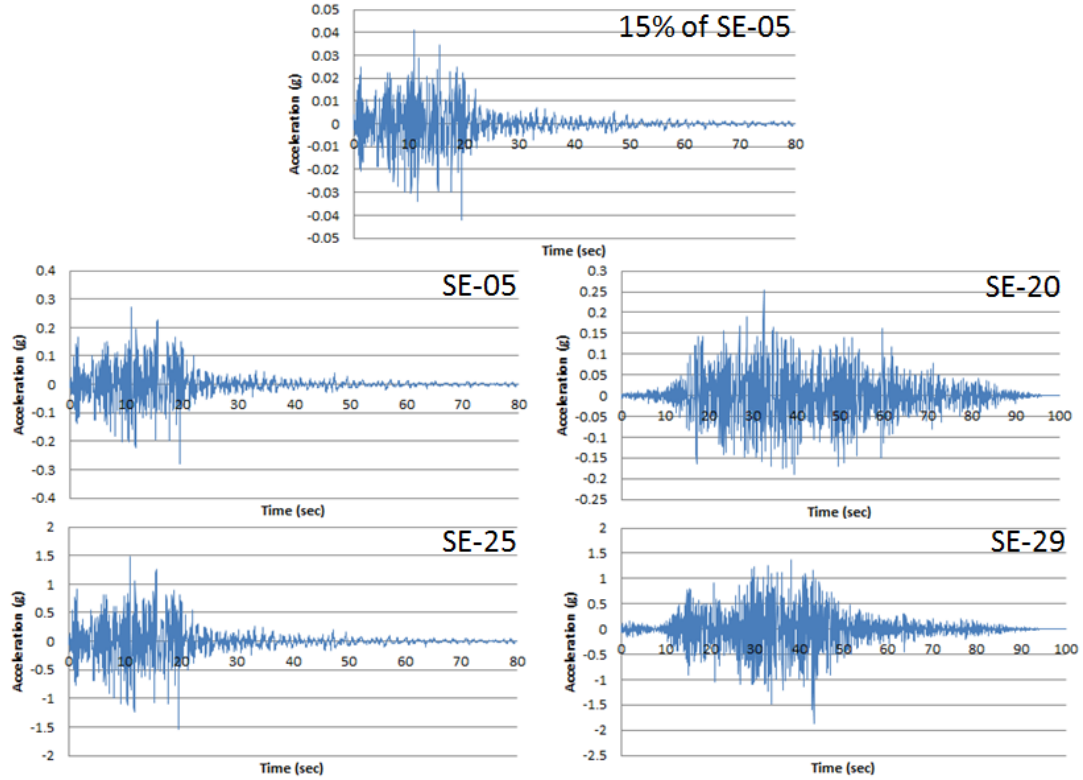 15% of SE-05
Acceleration (g)
0.05
0.04
0.03
0.02
0.01
0
-0.01
-0.02
-0.03
-0.04
-0.05
0 10 20 30 40 50 60 70 80
Time (sec)
SE-05
Acceleration (g)
0.4
0.3
0.2
0.1
0
-0.1
-0.2
-0.3
-0.4
0 10 20 30 40 50 60 70 80
Time (sec)
SE-20
Acceleration (g)
0.3
0.25
0.2
0.15
0.1
0.05
0
-0.05
-0.1
-0.15
-0.2
-0.25
0 10 20 30 40 50 60 70 80 90 100
Time (sec)
SE-25
Acceleration (g)
2
1.5
1
0.5
0
-0.5
-1
-1.5
-2
0 10 20 30 40 50 60 70 80
Time (sec)
SE-29
Acceleration (g)
2
1.5
1
0.5
0
-0.5
-1
-1.5
-2
-2.5
0 10 20 30 40 50 60 70 80 90 100
Time (sec)